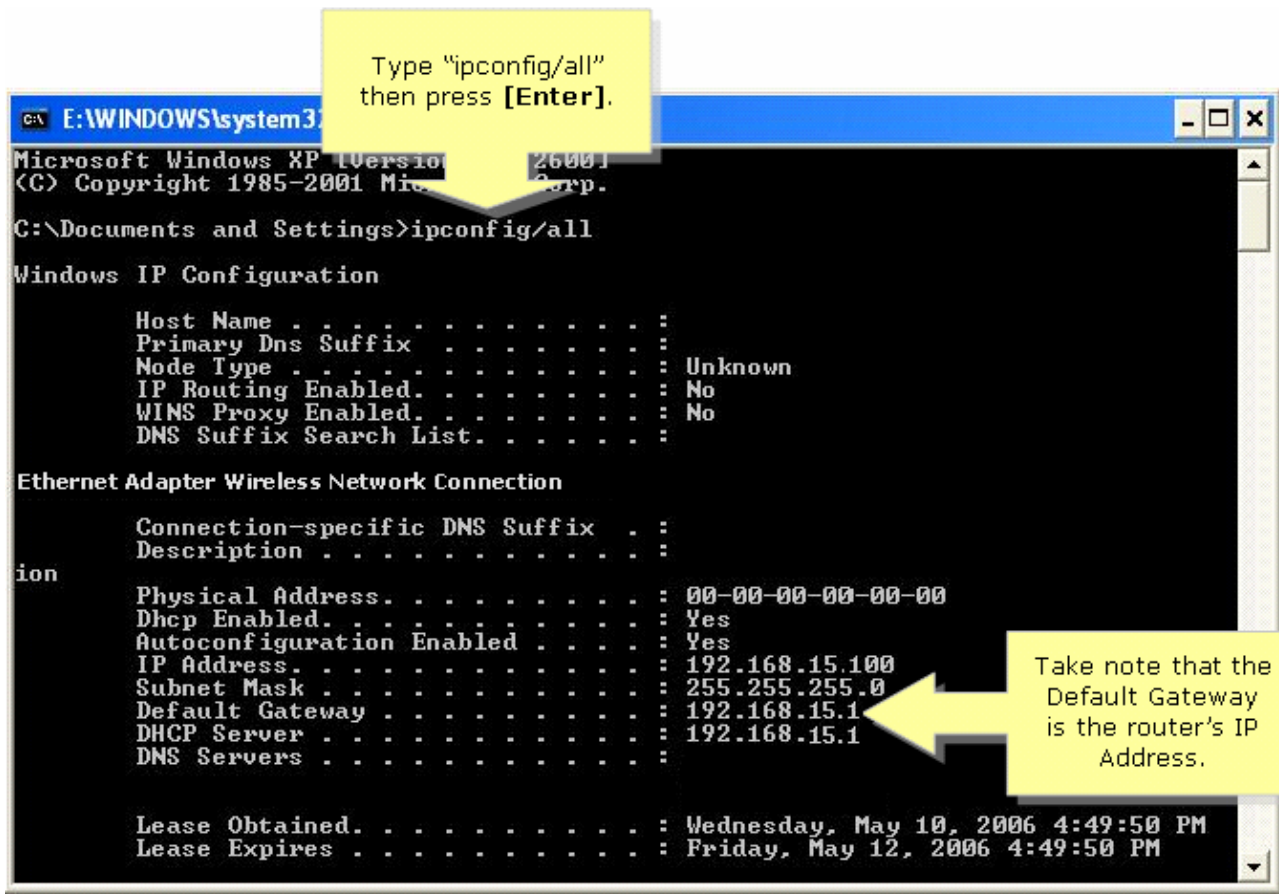 Type “ipconfig/all”
then press [Enter].
E:\WINDOWS\system3
Microsoft Windows XP [Versio 2600]
(C) Copyright 1985-2001 Mic Corp.
C:\Documents and Settings>ipconfig/all
Windows IP Configuration
Host Name . . . . . . . . . . . . :
Primary Dns Suffix . . . . . . . :
Node Type . . . . . . . . . . . . : Unknown
IP Routing Enabled. . . . . . . . : No
WINS Proxy Enabled. . . . . . . . : No
DNS Suffix Search List. . . . . . :
Ethernet Adapter Wireless Network Connection
Connection-specific DNS Suffix . :
Description . . . . . . . . . . . :
ion
Physical Address. . . . . . . . . : 00-00-00-00-00-00
Dhcp Enabled. . . . . . . . . . . : Yes
Autoconfiguration Enabled . . . . : Yes
IP Address. . . . . . . . . . . . : 192.168.15.100
Subnet Mask . . . . . . . . . . . : 255.255.255.0
Default Gateway . . . . . . . . . : 192.168.15.1
DHCP Server . . . . . . . . . . . : 192.168.15.1
DNS Servers . . . . . . . . . . . :
Take note that the
Default Gateway
is the router’s IP
Address.
Lease Obtained. . . . . . . . . . : Wednesday, May 10, 2006 4:49:50 PM
Lease Expires . . . . . . . . . . : Friday, May 12, 2006 4:49:50 PM